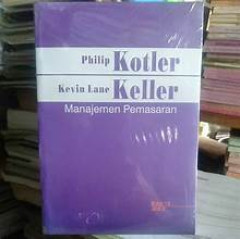 Philip Kotler
Kevin Lane Keller
Manajemen Pemasaran